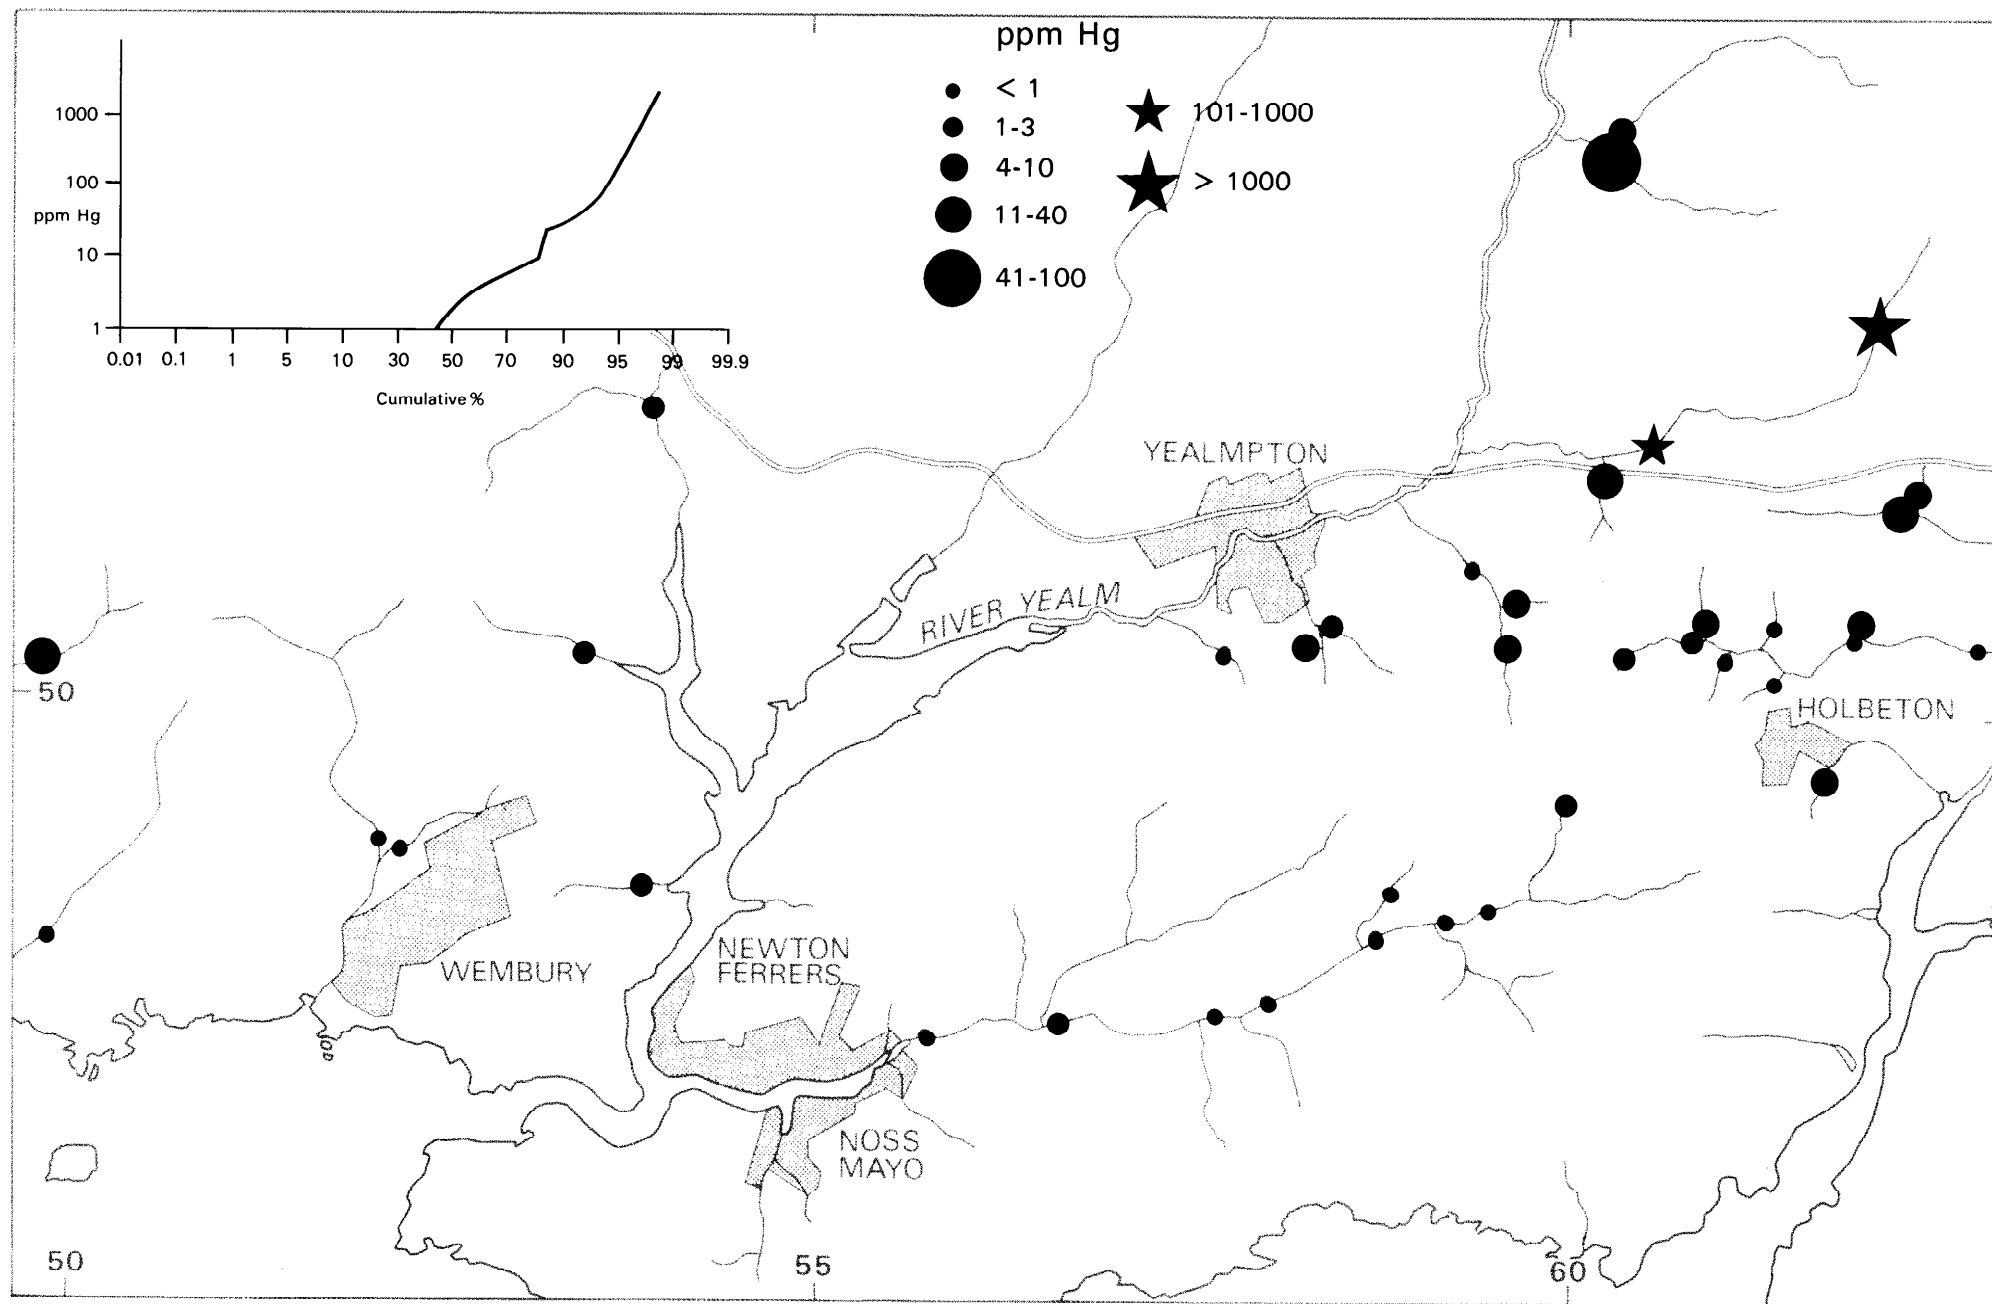 ppm Hg
< 1
1-3
4-10
11-40
41-100
101-1000
> 1000
1000
100
ppm Hg
10
1
0.01 0.1 1 5 10 30 50 70 90 95 99 99.9
Cumulative %
YEALMPTON
RIVER YEALM
50
HOLBETON
WEMBURY
NEWTON
FERRERS
NOSS
MAYO
50
55
60